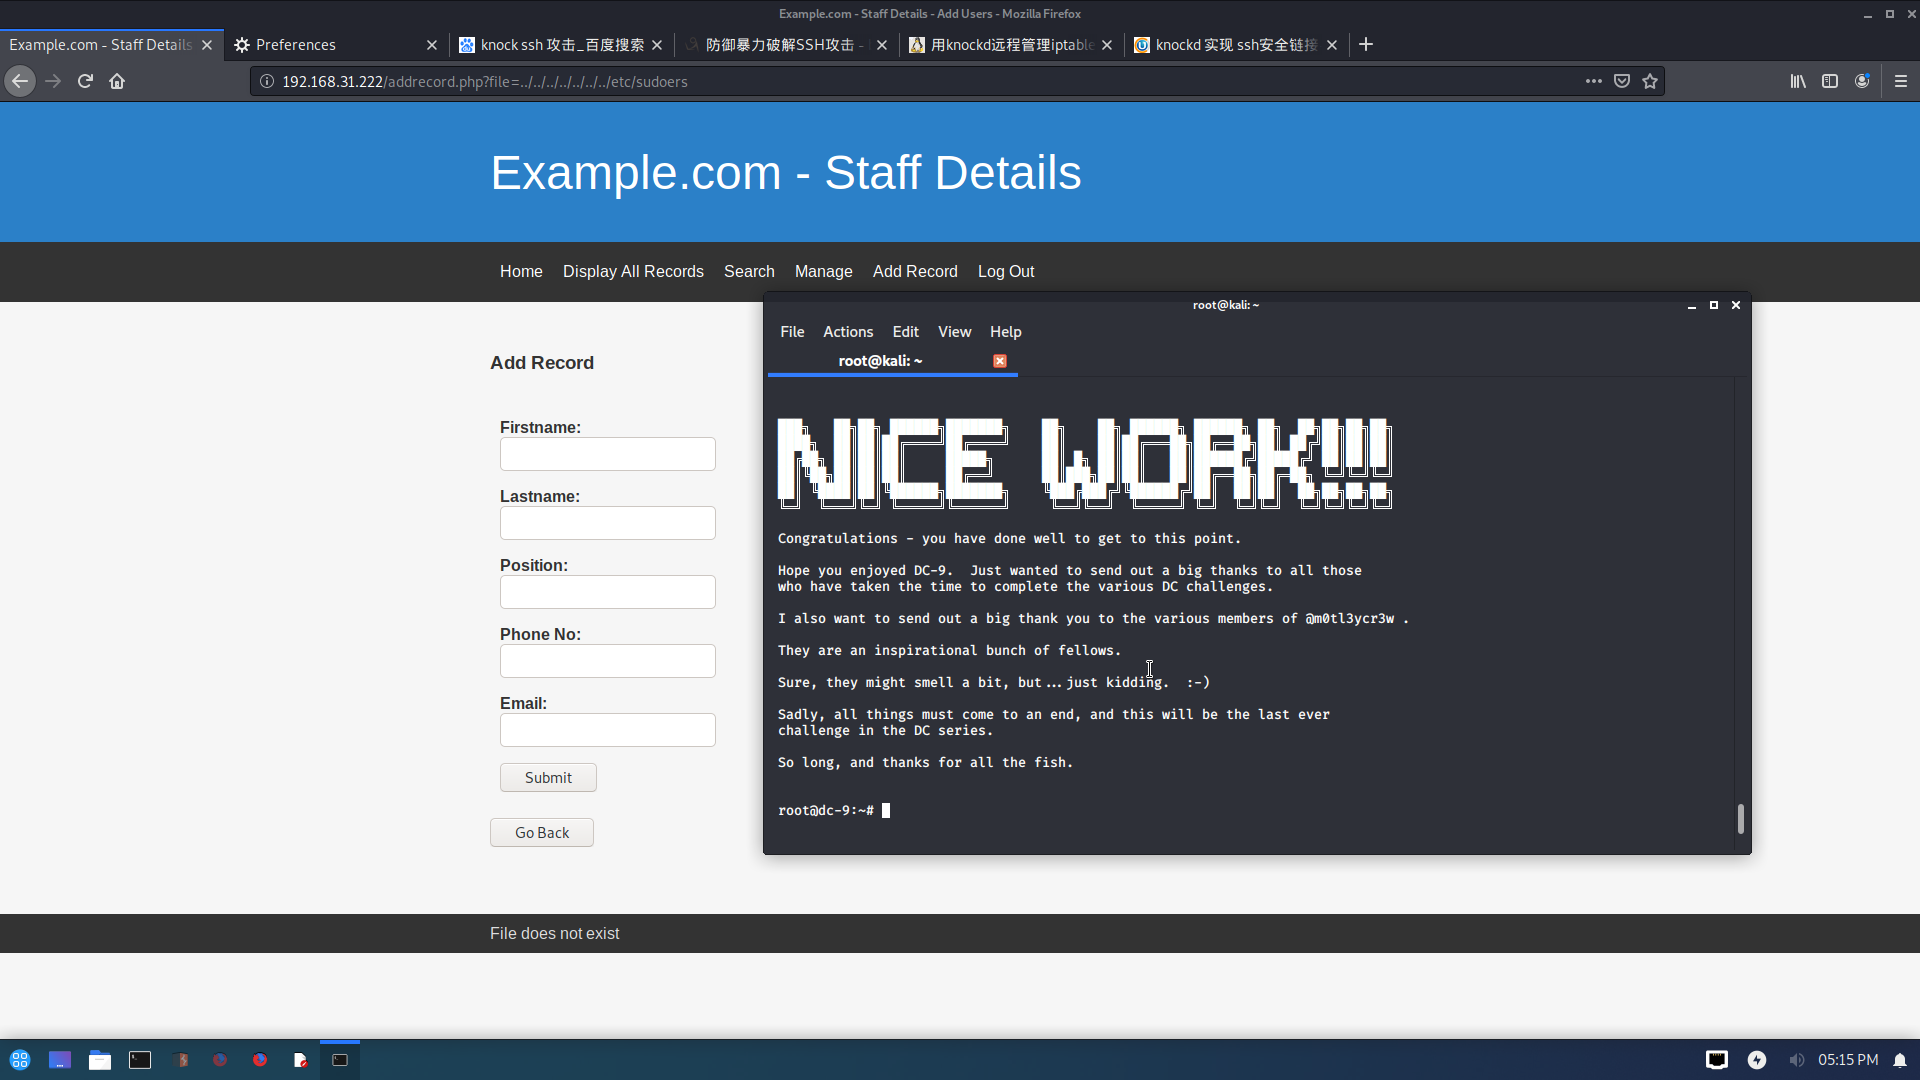 Example.com - Staff Details - Add Users - Mozilla Firefox
Example.com - Staff Details
Preferences
knock ssh 攻击_百度搜索
防御暴力破解SSH攻击 -
用knockd远程管理iptable
knockd 实现 ssh安全链接
192.168.31.222/addrecord.php?file=../../../../../../../etc/sudoers
Example.com - Staff Details
Home Display All Records Search Manage Add Record Log Out
Add Record
Firstname:
Lastname:
Position:
Phone No:
Email:
Submit
Go Back
File does not exist
root@kali: ~
File Actions Edit View Help
root@kali: ~
NICE WORK!!!
Congratulations - you have done well to get to this point.
Hope you enjoyed DC-9.  Just wanted to send out a big thanks to all those
who have taken the time to complete the various DC challenges.
I also want to send out a big thank you to the various members of @m0tl3ycr3w .
They are an inspirational bunch of fellows.
Sure, they might smell a bit, but...just kidding.  :-)
Sadly, all things must come to an end, and this will be the last ever
challenge in the DC series.
So long, and thanks for all the fish.
root@dc-9:~#
05:15 PM